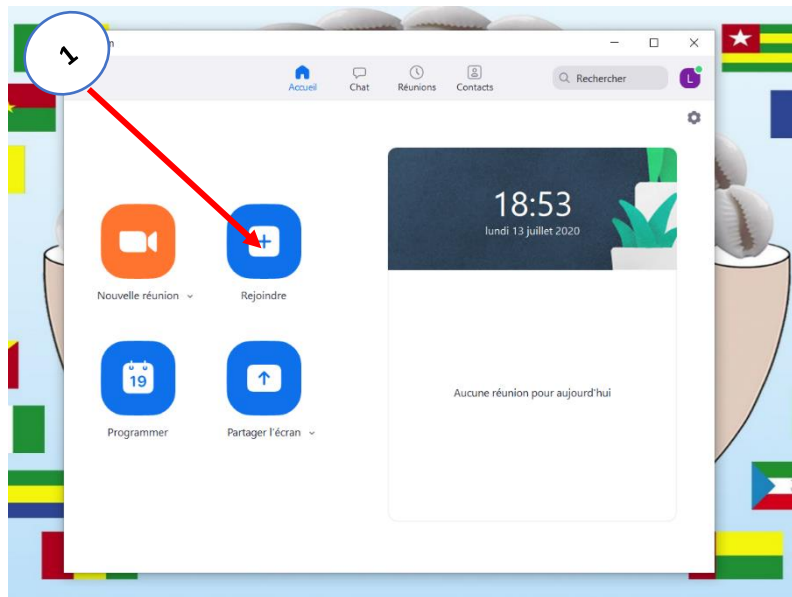 1
Accueil
Chat
Réunions
Contacts
Rechercher
L
18:53
lundi 13 juillet 2020
Nouvelle réunion
Rejoindre
19
Programmer
Partager l'écran
Aucune réunion pour aujourd'hui